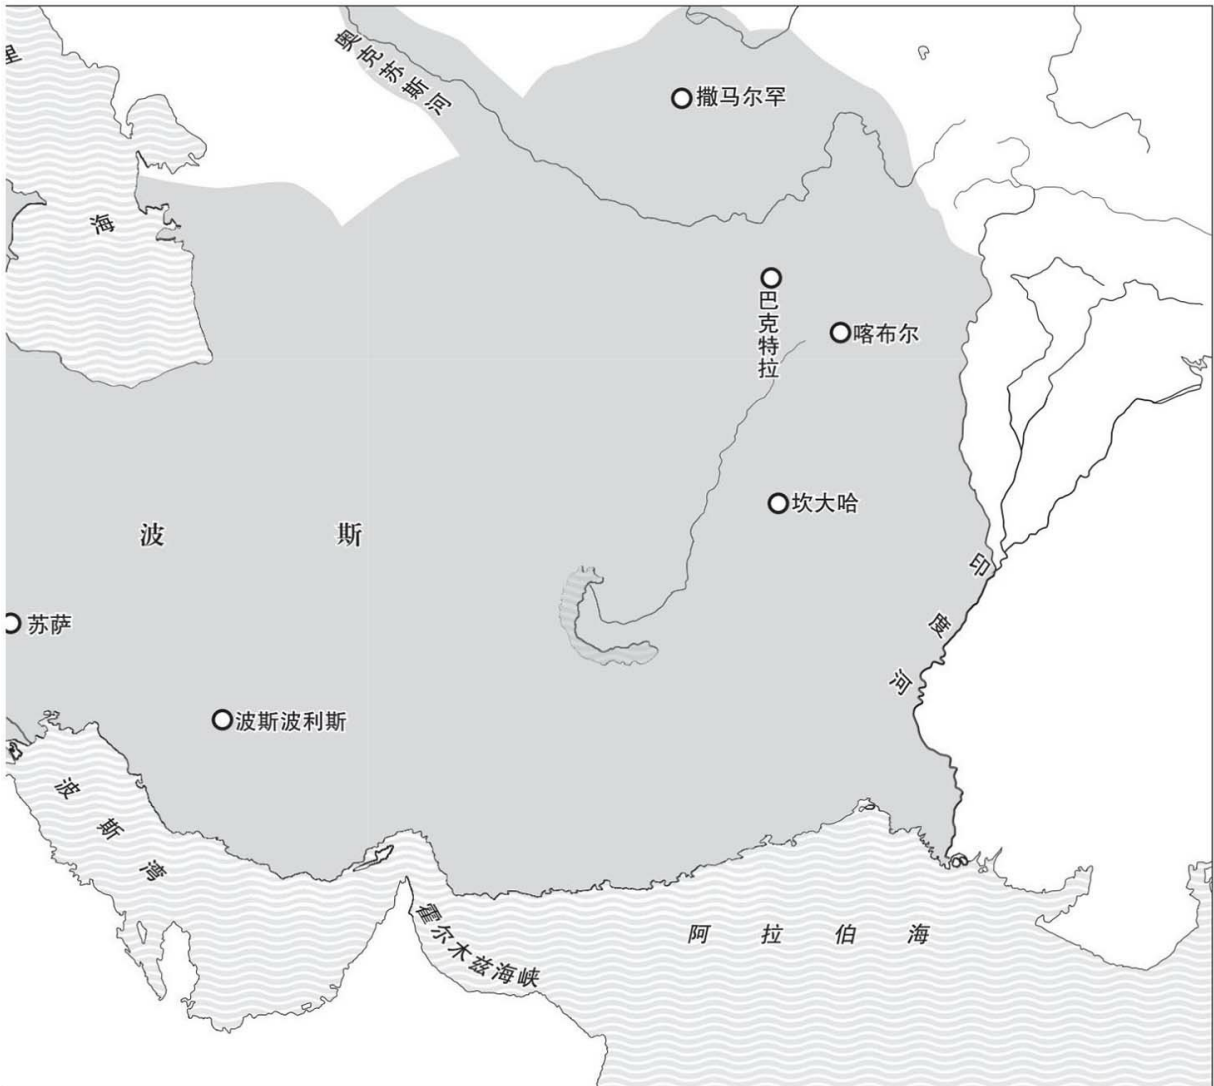 里
海
奥克苏斯河
撒马尔罕
巴克特拉
喀布尔
坎大哈
波斯
印度河
苏萨
波斯波利斯
波斯湾
霍尔木兹海峡
阿拉伯海